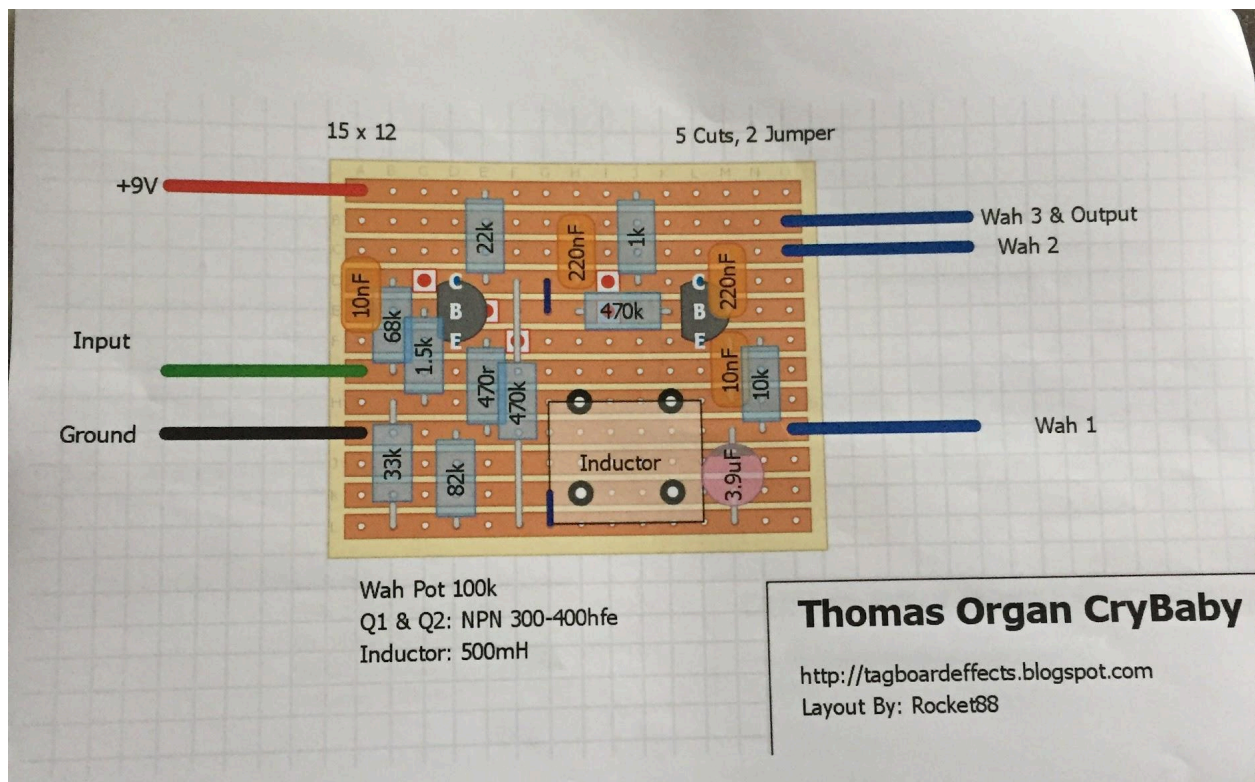 15 x 12
5 Cuts, 2 Jumper
+9V
Wah 3 & Output
Wah 2
22k
220nF
1k
10nF
C
B
E
68k
1.5k
470k
C
B
E
220nF
Input
470r
470k
10nF
10k
Ground
Wah 1
33k
82k
Inductor
3.9uF
Wah Pot 100k
Q1 & Q2: NPN 300-400hfe
Inductor: 500mH
Thomas Organ CryBaby
http://tagboardeffects.blogspot.com
Layout By: Rocket88